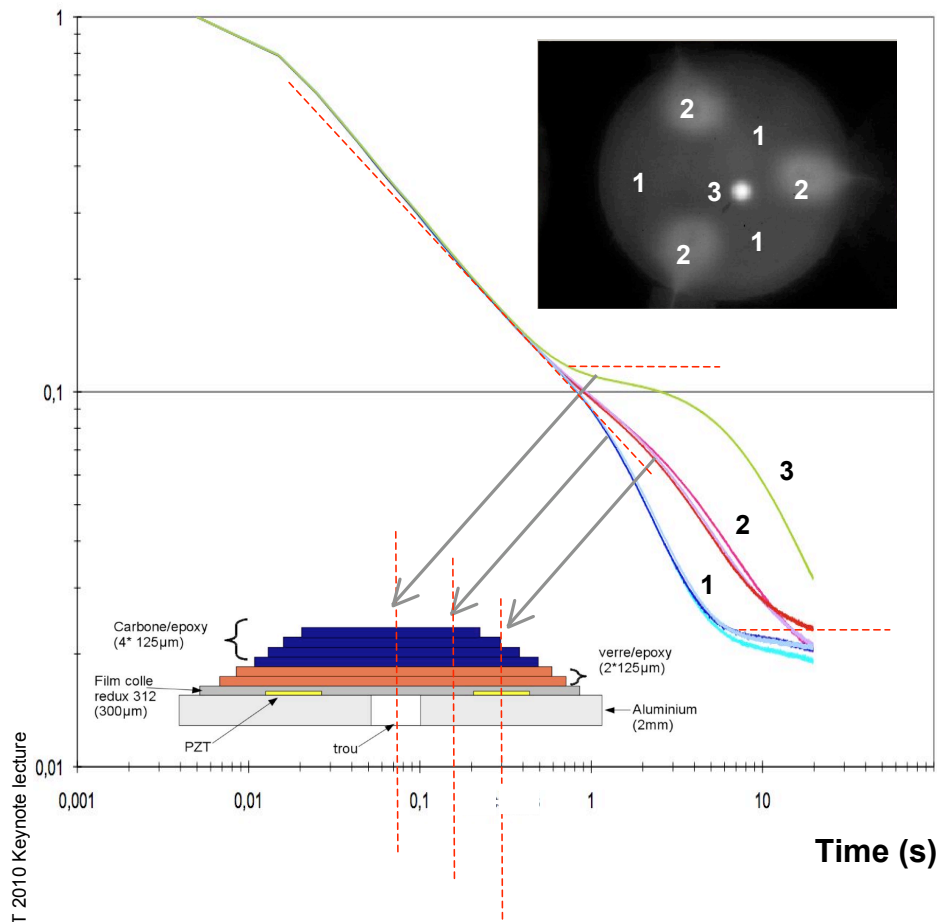 1
2
1
1
3
2
2
1
0,1
3
2
1
Carbone/epoxy
(4* 125µm)
verre/epoxy
(2*125µm)
Film colle
redux 312
(300µm)
Aluminium
(2mm)
PZT
trou
0,01
0,001
0,01
0,1
1
10
Time (s)
T 2010 Keynote lecture